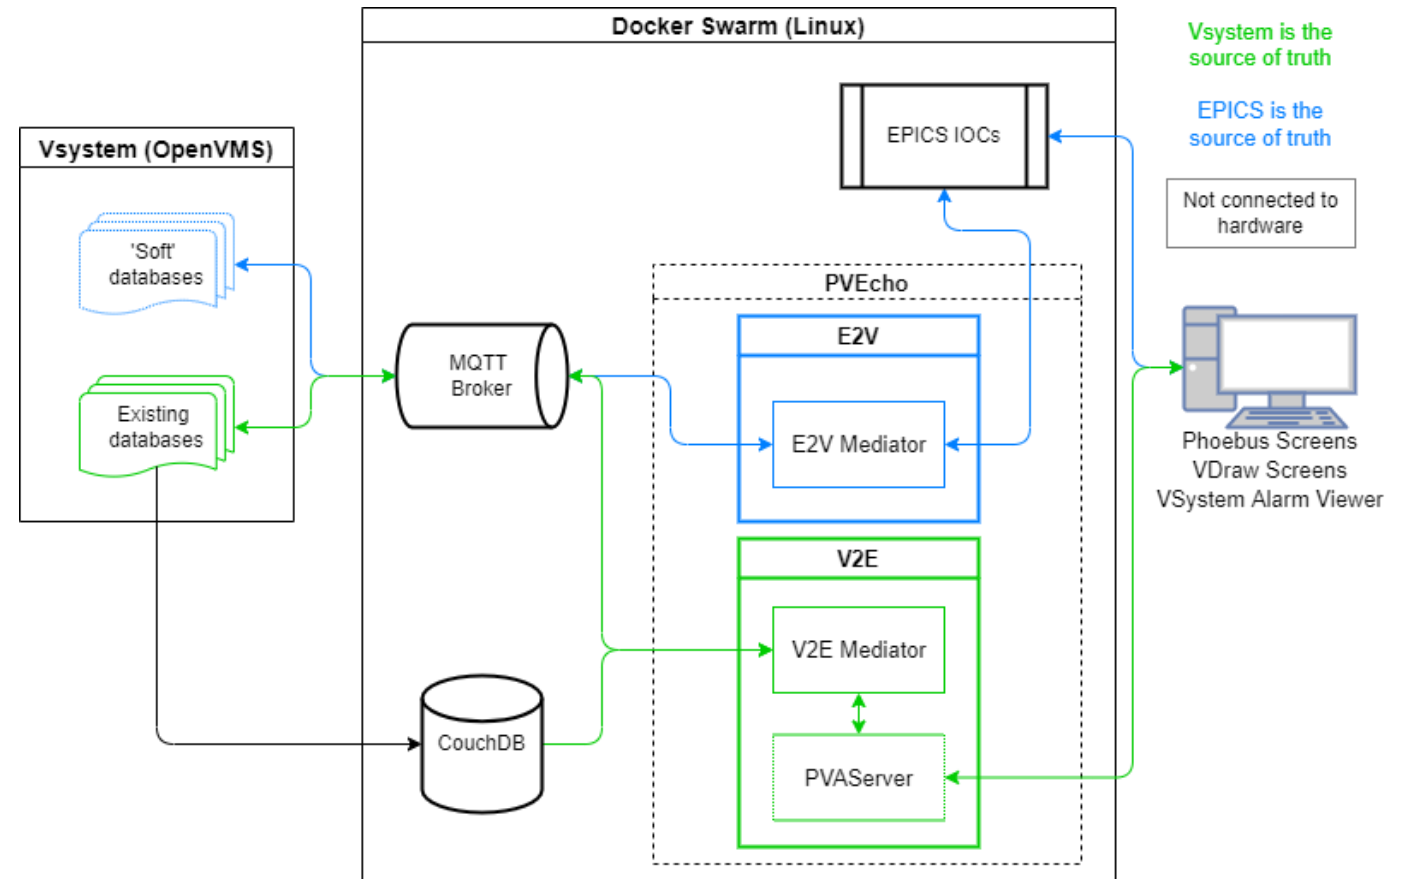 Docker Swarm (Linux)
Vsystem is the
source of truth
EPICS is the
source of truth
Not connected to
hardware
Vsystem (OpenVMS)
'Soft'
databases
Existing
databases
EPICS IOCs
PVEcho
E2V
E2V Mediator
MQTT
Broker
V2E
V2E Mediator
PVAServer
CouchDB
Phoebus Screens
VDraw Screens
VSystem Alarm Viewer